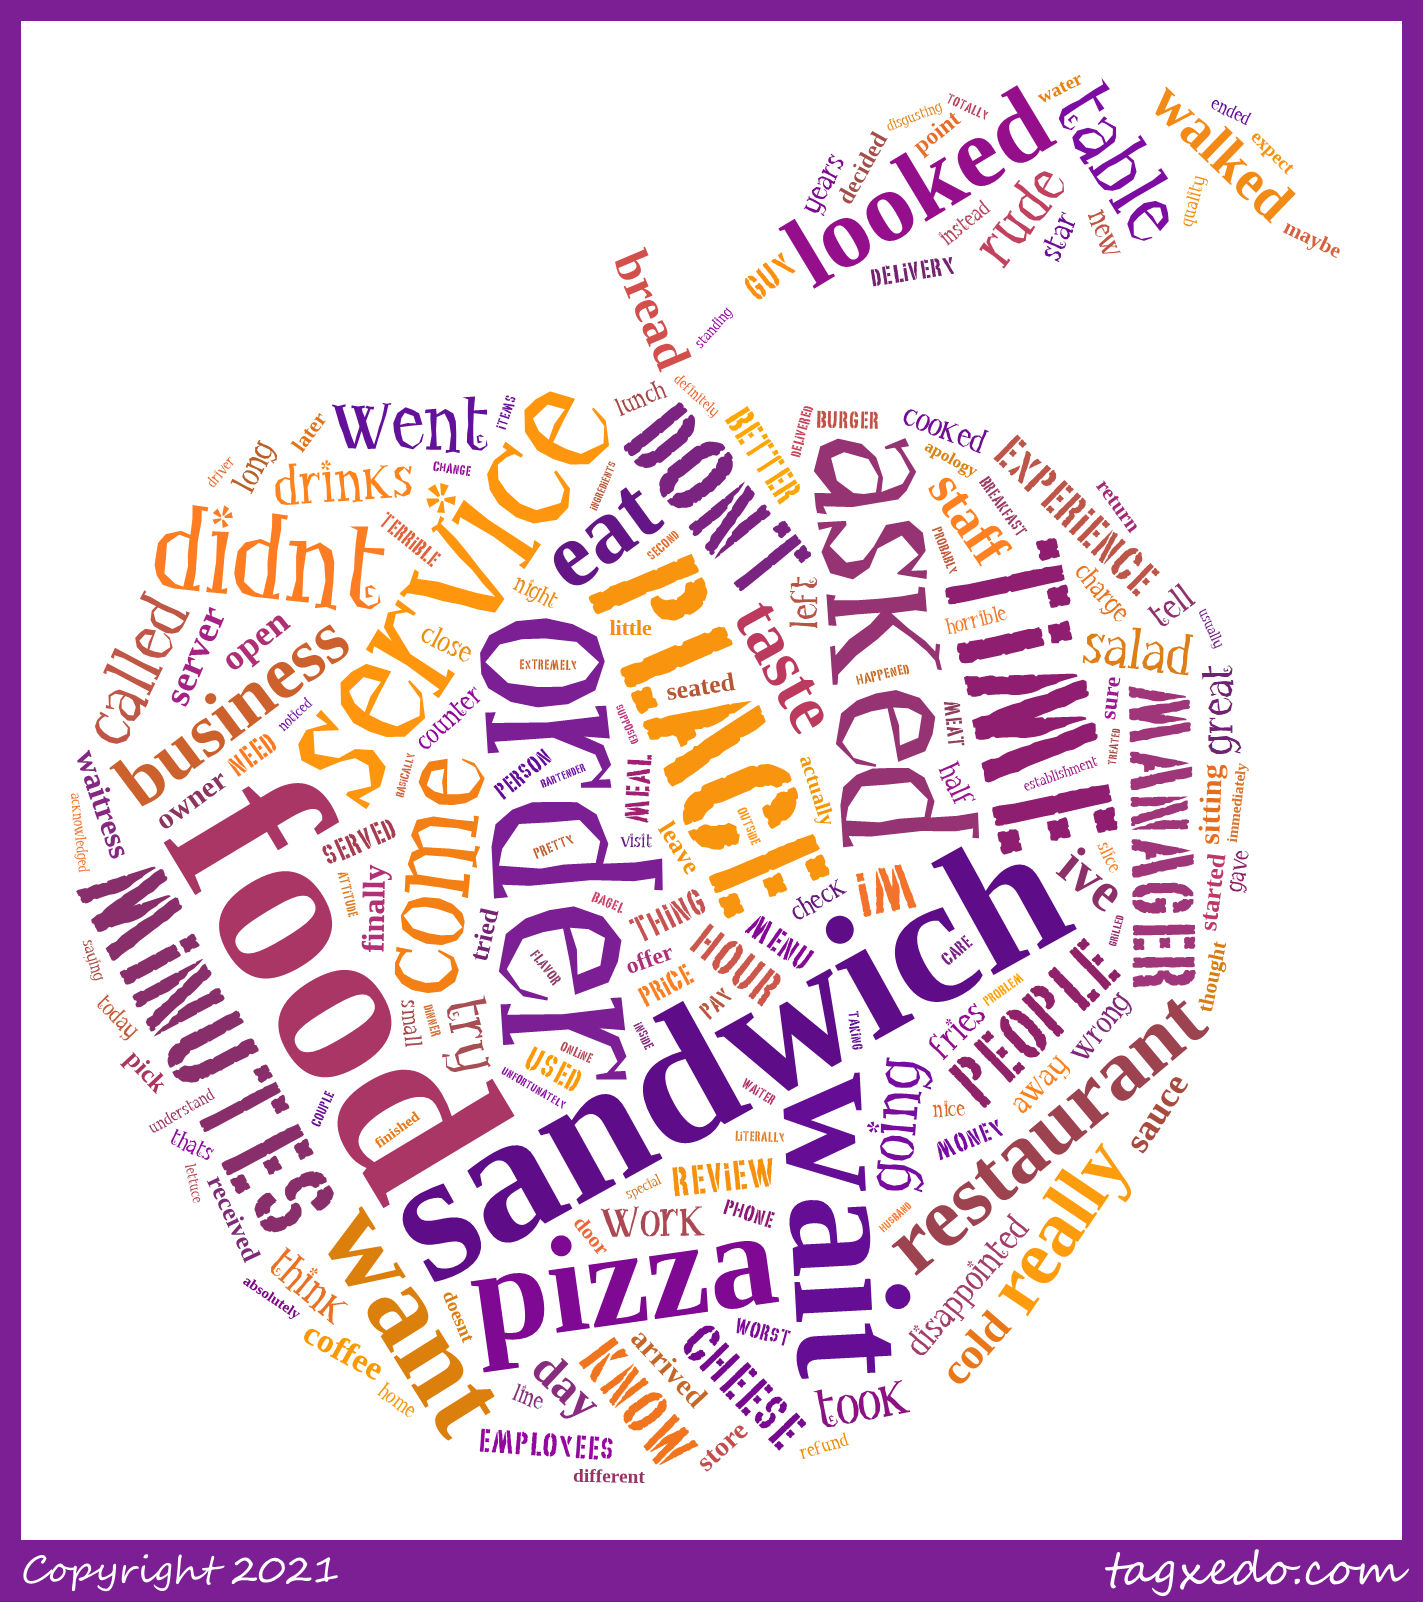 water
TOTALLY
disgusting
point
decided
years
looked
table
walked
ended
expect
quality
maybe
rude
instead
star
new
DELiVERY
GUY
standing
bread
definitely
lunch
DON'T
BETTER
DELIVERED
BURGER
COOKED
apology
EXPERiENCE
BREAKFAST
return
staff
PROBABLY
asked
left
went
iTEMS
later
long
driver
drinks
CHANGE
service
TERRIBLE
iNGREDiENTS
eat
SECOND
PLACE
night
little
didnt
called
server
open
business
noticed
NEED
owner
close
counter
BASICALLY
order
EXTREMELY
PERSON
BARTENDER
PRETTY
FLAVOR
seated
SUPPOSED
MEAL
visit
taste
actually
OUTSiDE
leave
HAPPENED
TiME
horrible
charge
tell
usually
salad
MEAT
half
establishment
sure
TREATED
MANAGER
great
sitting
immediately
started
gave
thought
slice
GRiLLED
ive
waitress
acknowledged
food
SERVED
ATTiTUDE
finally
come
tried
MiNUTES
saying
today
pick
understand
thats
lettuce
received
COUPLE
finished
small
DiNNER
try
BAGEL
THiNG
offer
PRiCE
HOUR
PAY
MENU
check
iM
iNSiDE
ONLiNE
USED
UNFORTUNATELY
sandwich
CARE
PROBLEM
TAKiNG
fries
PEOPLE
wrong
away
nice
MONEY
going
wait
WAiTER
LiTERALLY
REViEW
special
WORK
PHONE
door
HUSBAND
restaurant
sauce
really
disappointed
cold
want
think
absolutely
coffee
home
doesnt
pizza
WORST
CHEESE
arrived
KNOW
day
line
store
took
refund
EMPLOYEES
different
Copyright 2021
tagxedo.com